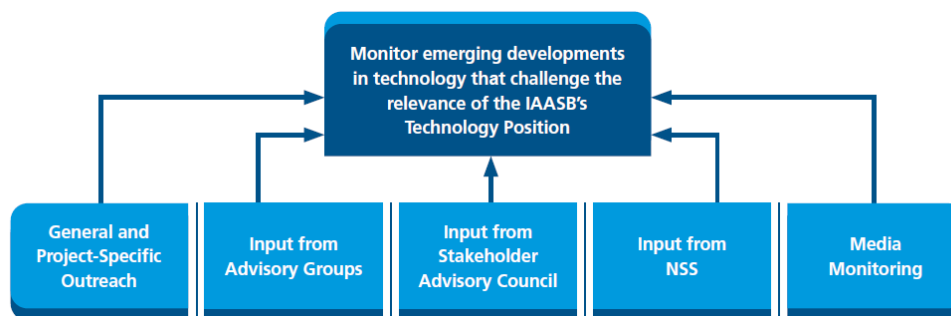 Monitor emerging developments
in technology that challenge the
relevance of the IAASB's
Technology Position
General and
Project-Specific
Outreach
Input from
Advisory Groups
Input from
Stakeholder
Advisory Council
Input from
NSS
Media
Monitoring